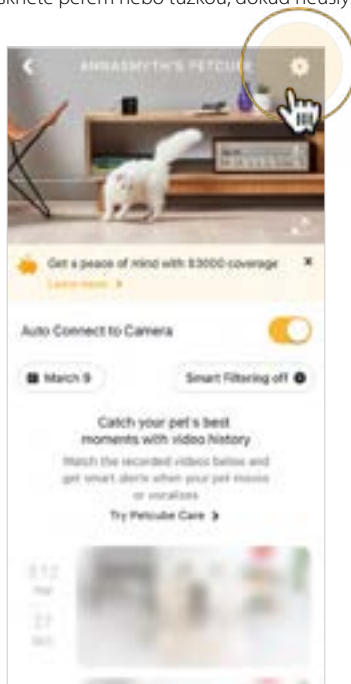 sknete perem nebo tužkou, dokud neuslyš
ANNASMYTH'S PETCUBE
Get a peace of mind with $3000 coverage
Learn more >
Auto Connect to Camera
March 9
Smart Filtering off
Catch your pet's best
moments with video history
Watch the recorded videos below and
get smart alerts when your pet moves
or vocalizes
Try Petcube Care >